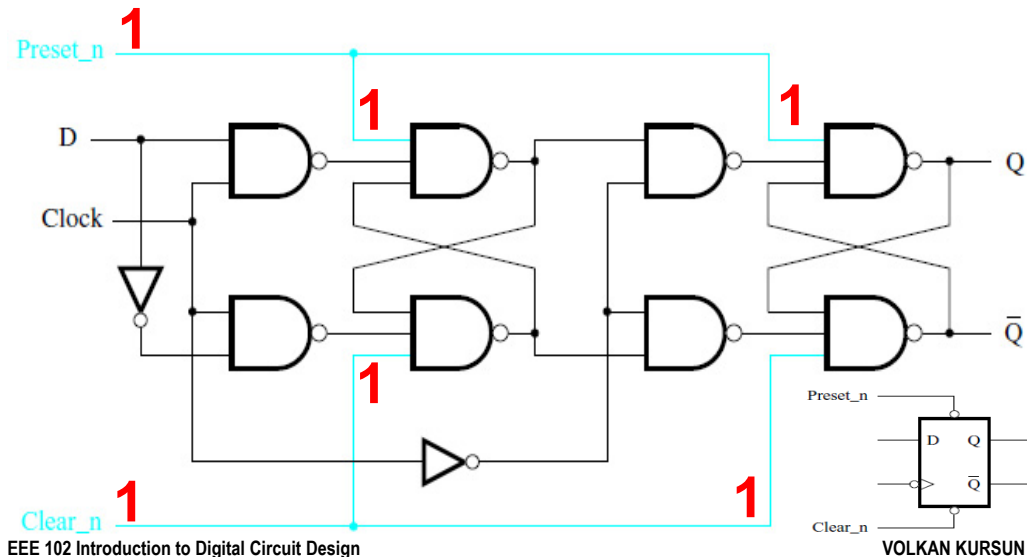 1
Preset_n
1
1
D
Q
Clock
1
Q̅
Preset_n
D Q
Q̅
1
1
Clear_n
Clear_n
EEE 102 Introduction to Digital Circuit Design
VOLKAN KURSUN